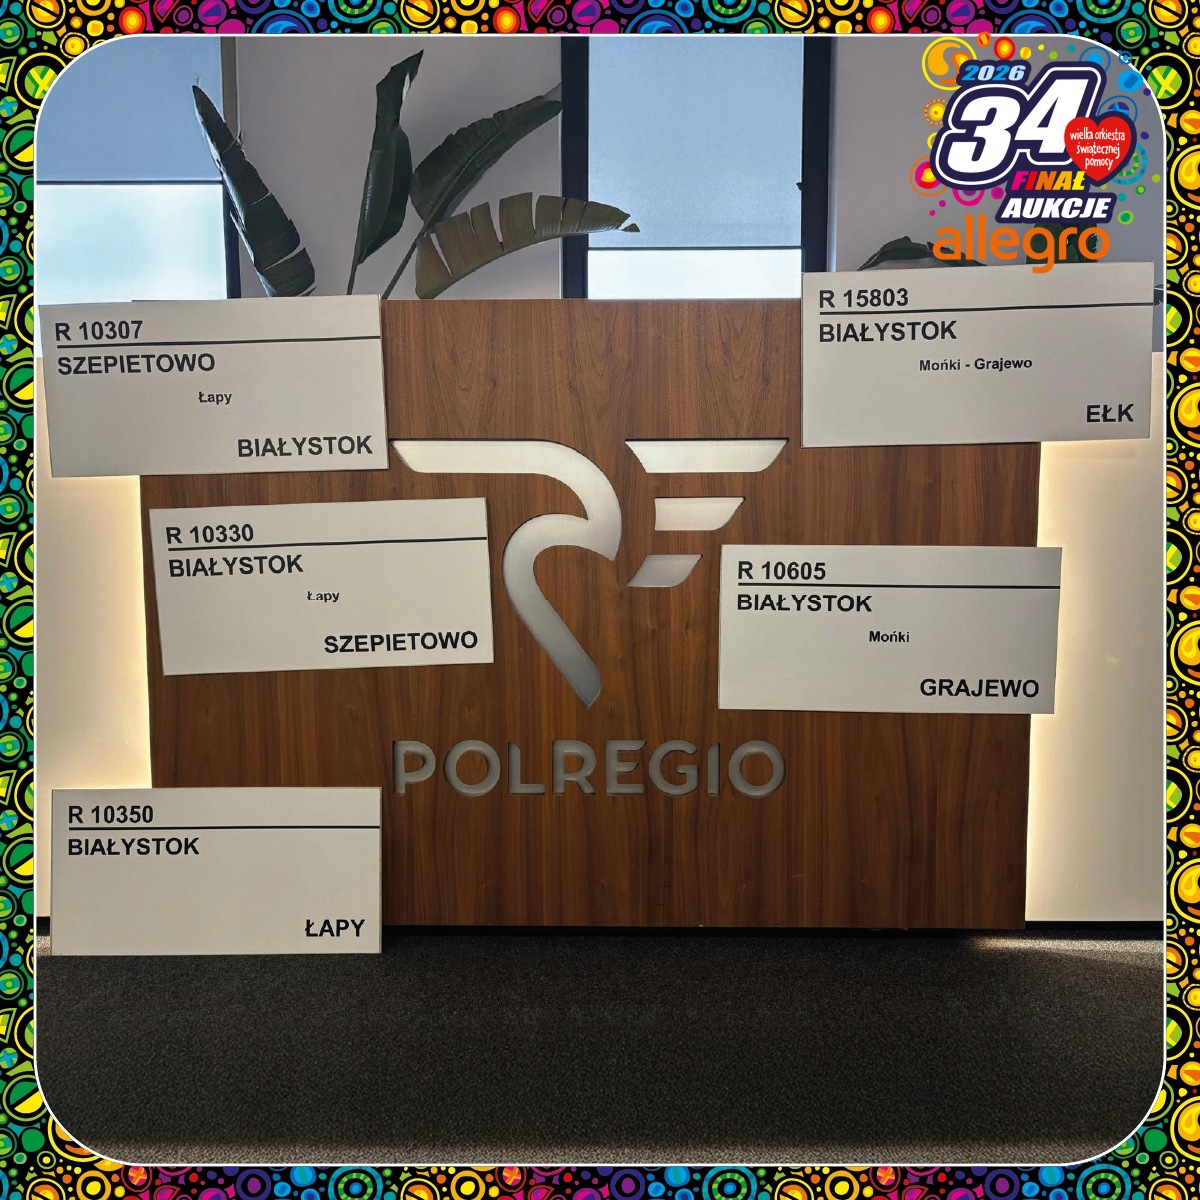 2026
34
wielka orkiestra
świątecznej
pomocy
FINAŁ
AUKCJE
allegro
R 10307
SZEPIETOWO
Łapy
BIAŁYSTOK
R 15803
BIAŁYSTOK
Mońki - Grajewo
EŁK
R 10330
BIAŁYSTOK
Łapy
SZEPIETOWO
R 10605
BIAŁYSTOK
Mońki
GRAJEWO
POLREGIO
R 10350
BIAŁYSTOK
ŁAPY